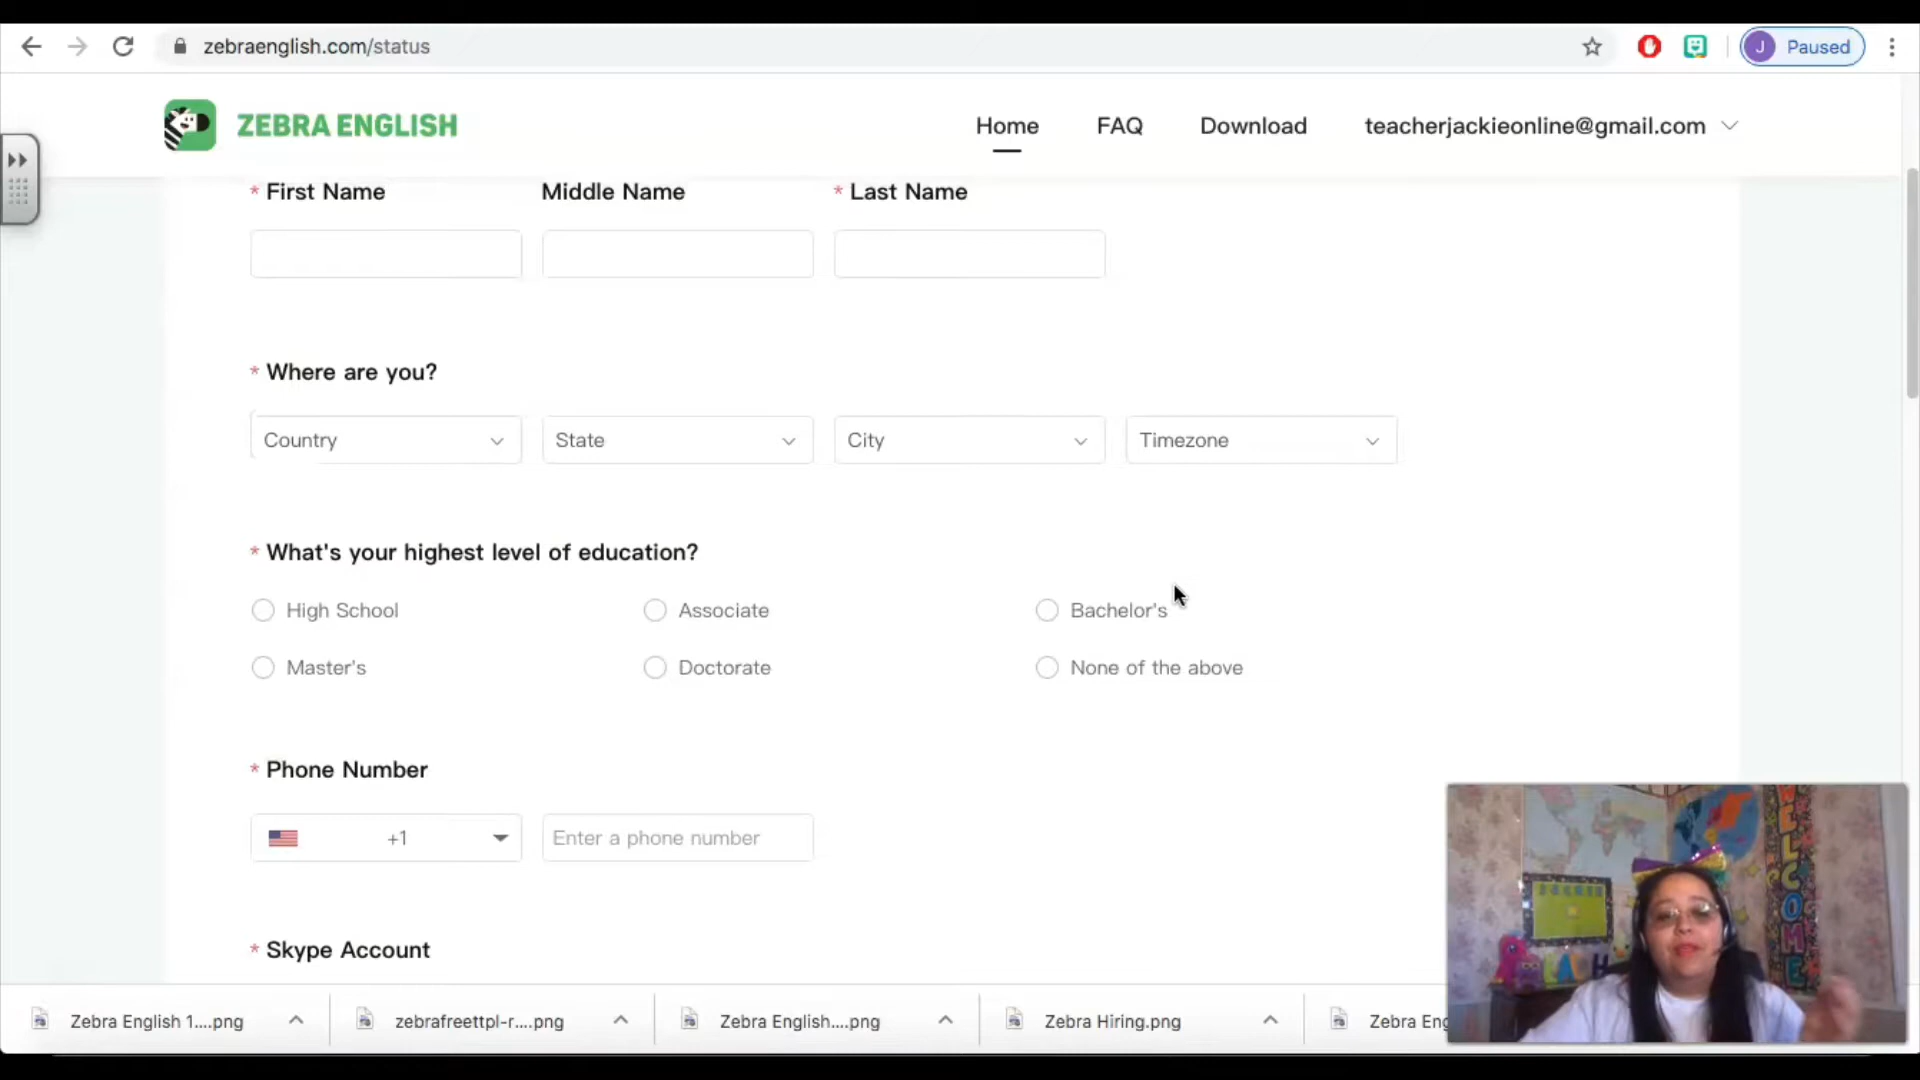 zebraenglish.com/status
J Paused
ZEBRA ENGLISH
Home FAQ Download teacherjackieonline@gmail.com
* First Name Middle Name * Last Name
* Where are you?
Country State City Timezone
* What's your highest level of education?
High School Associate Bachelor's
Master's Doctorate None of the above
* Phone Number
+1 Enter a phone number
* Skype Account
Zebra English 1....png zebrafreettpl-r....png Zebra English....png Zebra Hiring.png Zebra Eng
WELCOME
TEACH